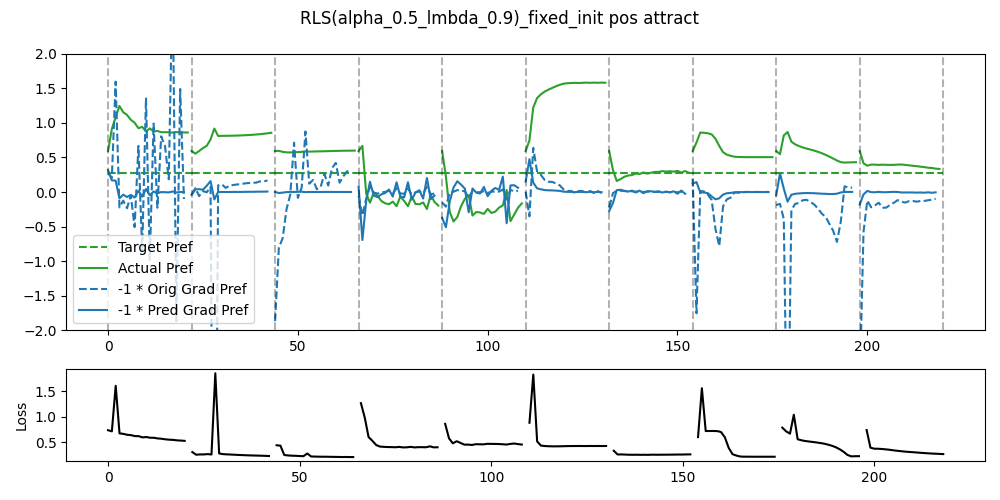 RLS(alpha_0.5_lmbda_0.9)_fixed_init pos attract
2.0
1.5
1.0
0.5
0.0
−0.5
−1.0
−1.5
−2.0
Target Pref
Actual Pref
-1 * Orig Grad Pref
-1 * Pred Grad Pref
0 50 100 150 200
Loss
1.5
1.0
0.5
0 50 100 150 200